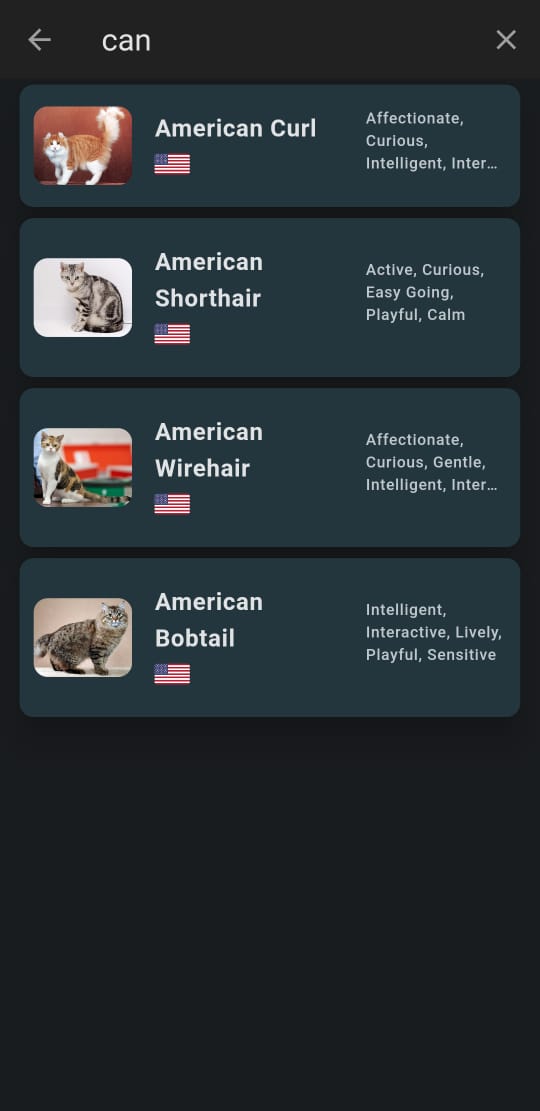 can
American Curl
Affectionate,
Curious,
Intelligent, Inter…
American
Shorthair
Active, Curious,
Easy Going,
Playful, Calm
American
Wirehair
Affectionate,
Curious, Gentle,
Intelligent, Inter…
American
Bobtail
Intelligent,
Interactive, Lively,
Playful, Sensitive